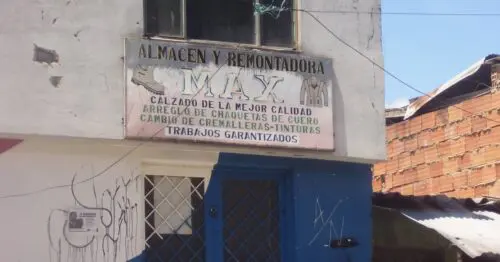 ALMACEN Y REMONTADORA
MAX
CALZADO DE LA MEJOR CALIDAD
ARREGLO DE CHAQUETAS DE CUERO
CAMBIO DE CREMALLERAS-TINTURAS
TRABAJOS GARANTIZADOS